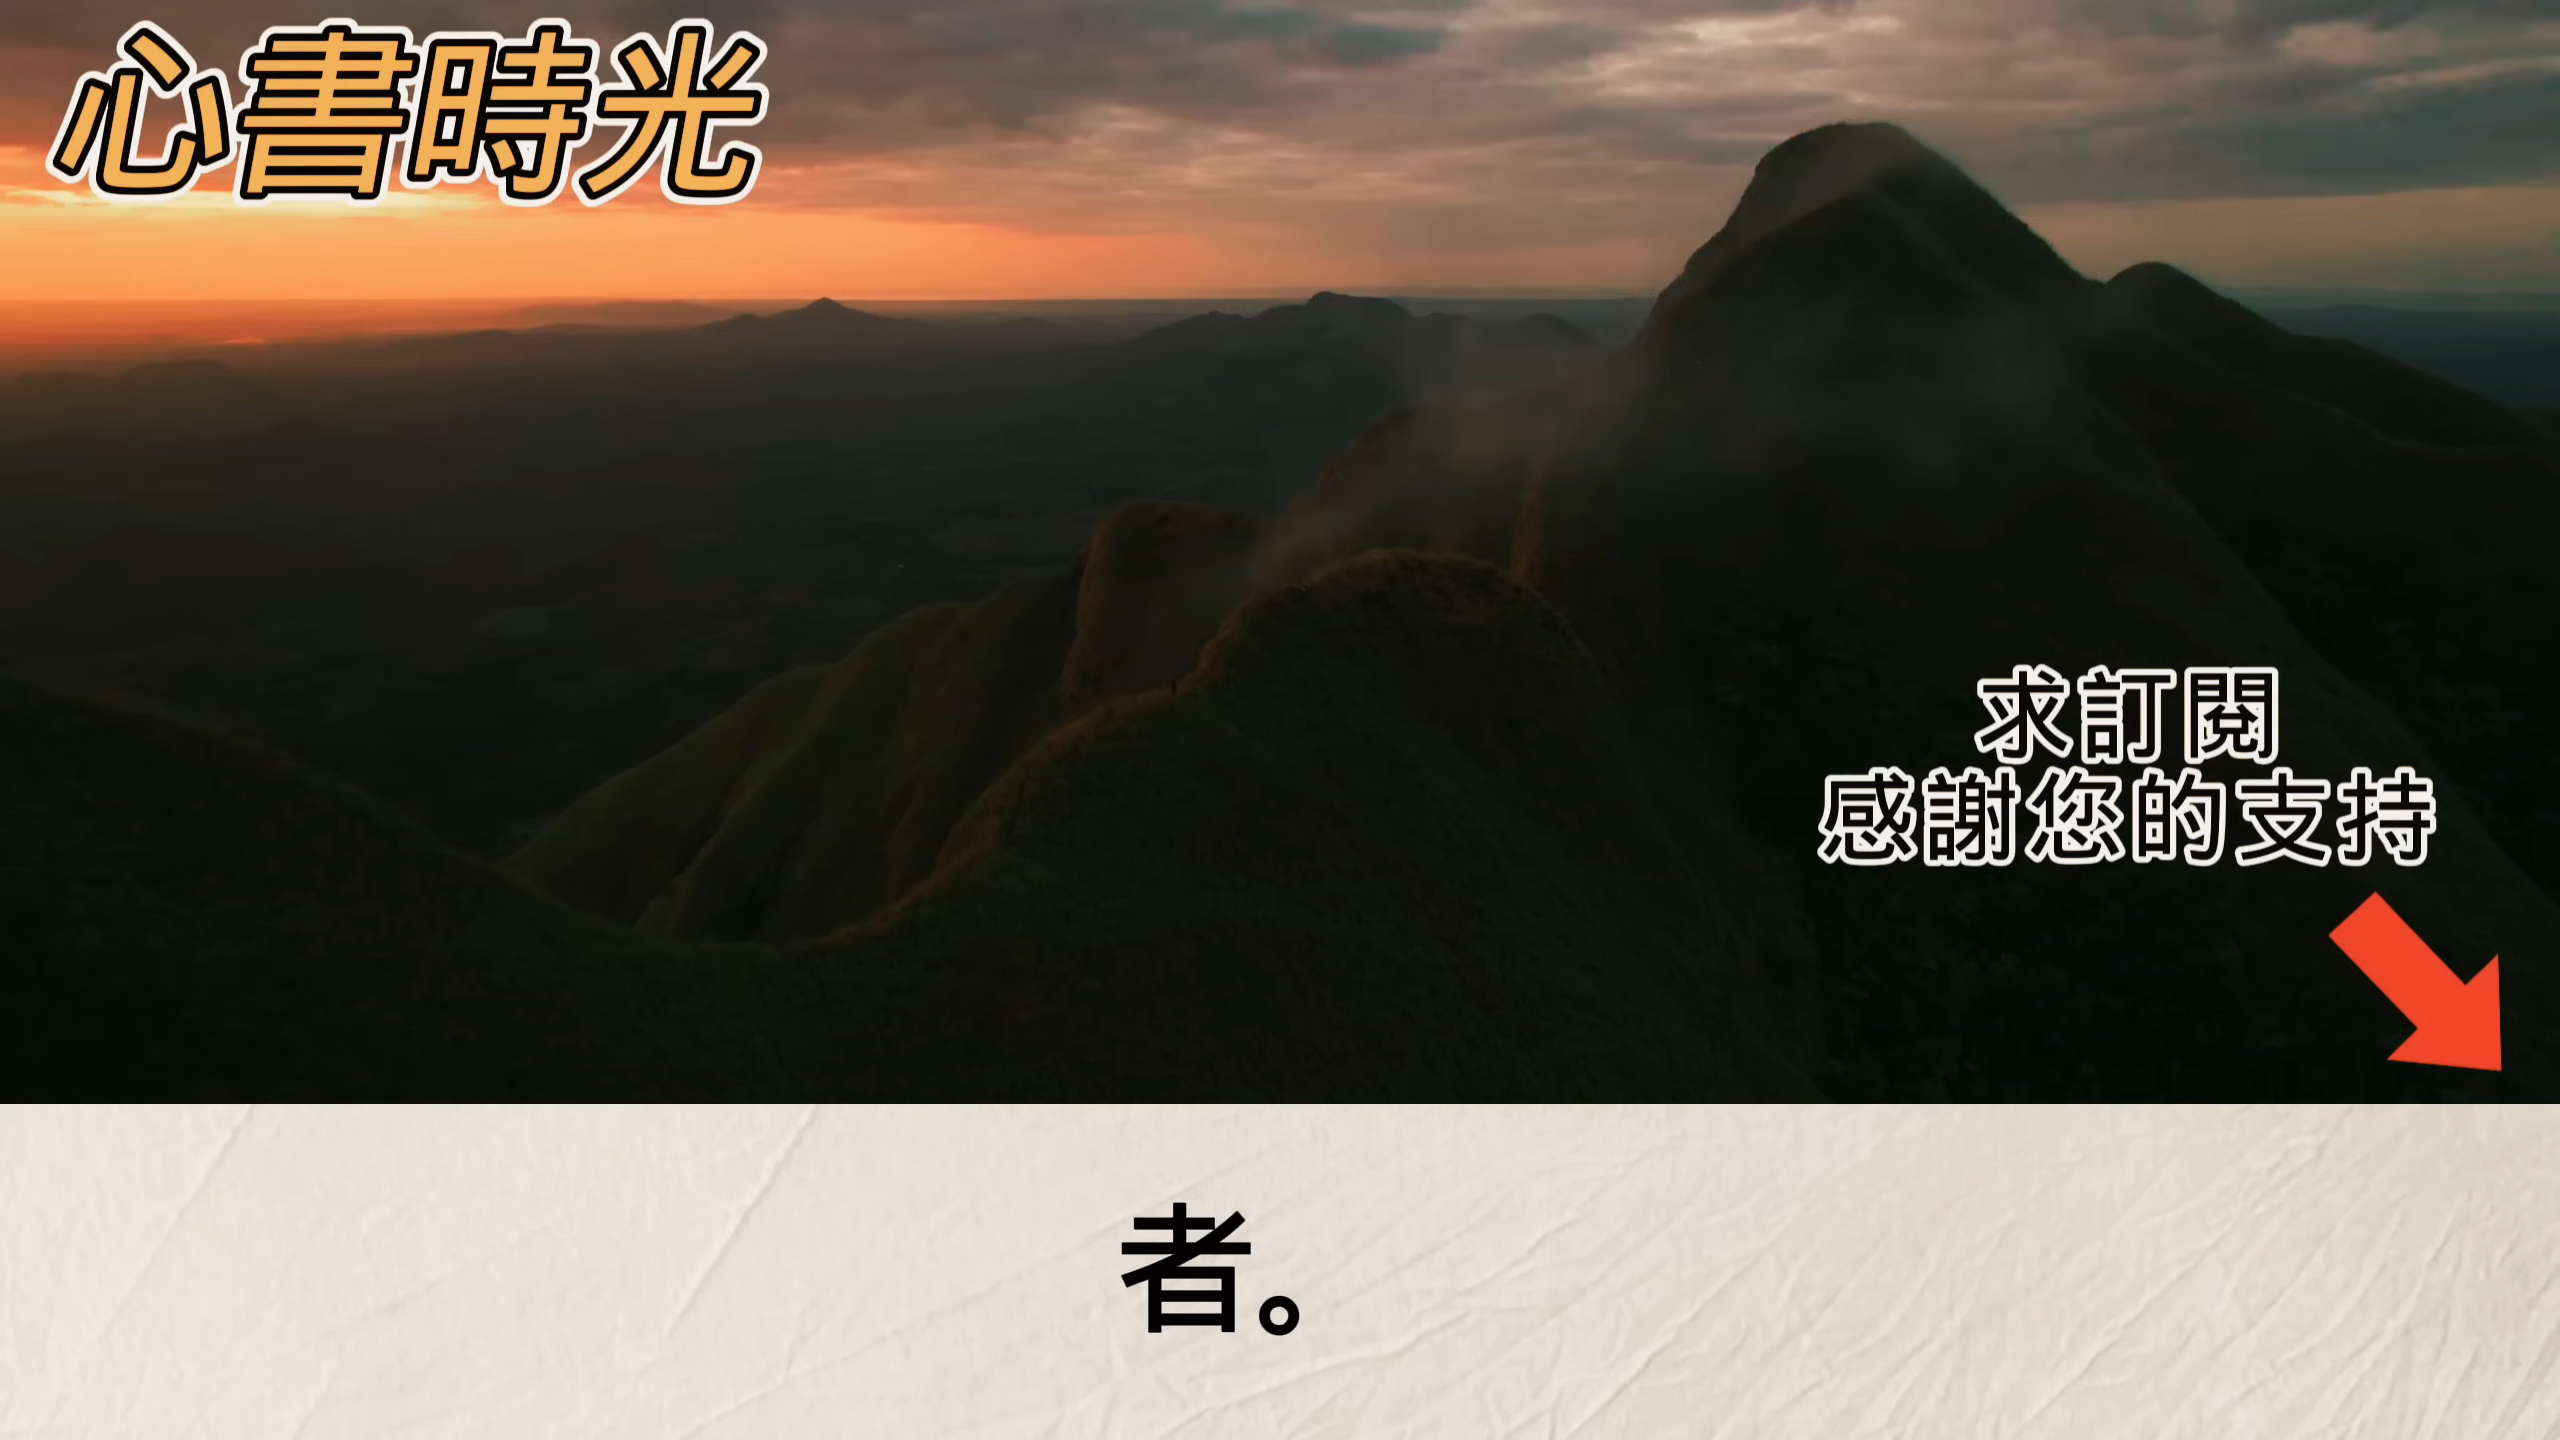 心書時光
求訂閱
感謝您的支持
者。